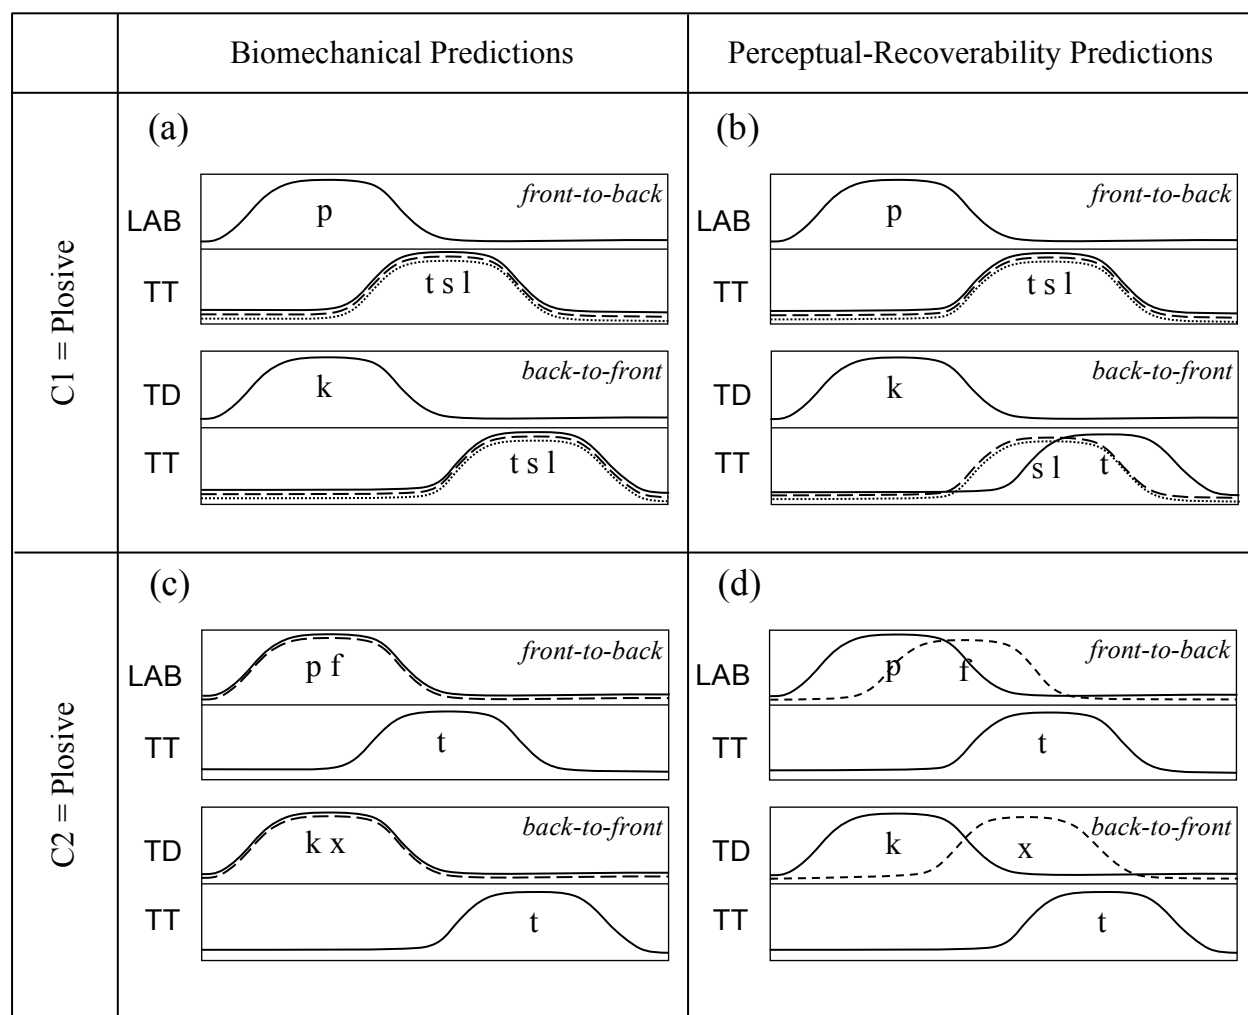 Biomechanical Predictions
Perceptual-Recoverability Predictions
C1 = Plosive
(a)
front-to-back
LAB
p
TT
t s l
back-to-front
TD
k
TT
t s l
(b)
front-to-back
LAB
p
TT
t s l
back-to-front
TD
k
TT
s l t
C2 = Plosive
(c)
front-to-back
LAB
p f
TT
t
back-to-front
TD
k x
TT
t
(d)
front-to-back
LAB
p f
TT
t
back-to-front
TD
k x
TT
t